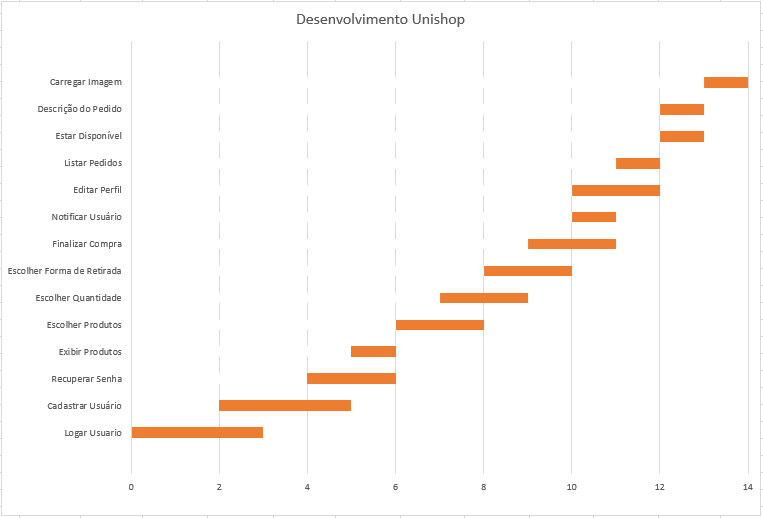 Desenvolvimento Unishop
Carregar Imagem
Descrição do Pedido
Estar Disponível
Listar Pedidos
Editar Perfil
Notificar Usuário
Finalizar Compra
Escolher Forma de Retirada
Escolher Quantidade
Escolher Produtos
Exibir Produtos
Recuperar Senha
Cadastrar Usuário
Logar Usuario
0 2 4 6 8 10 12 14